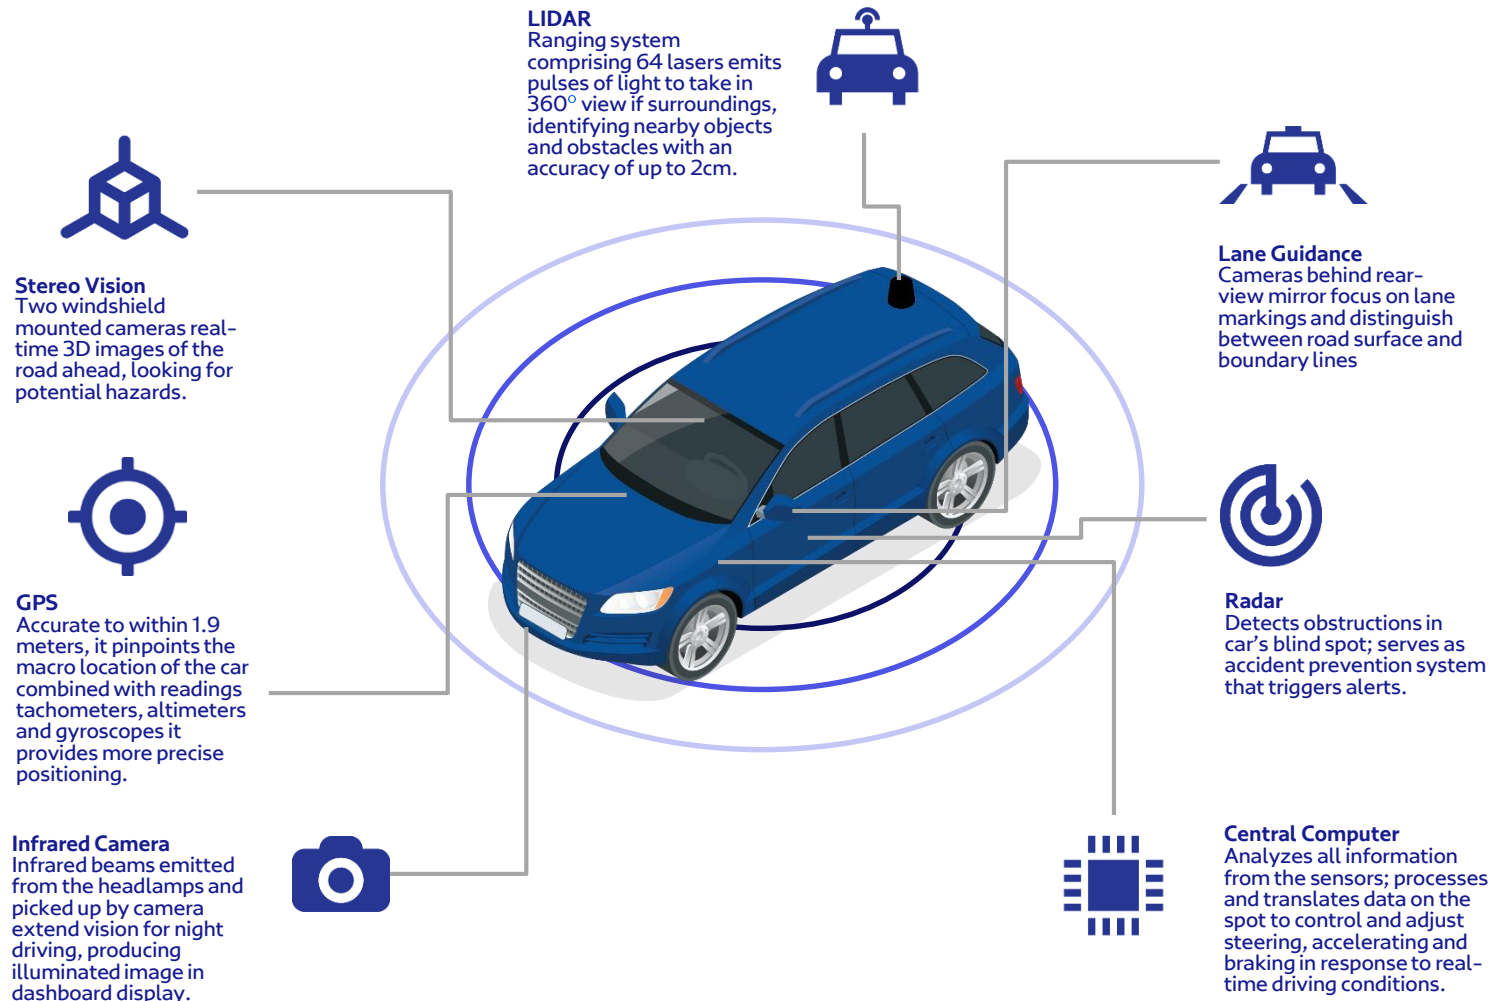 LIDAR
Ranging system
comprising 64 lasers emits
pulses of light to take in
360° view if surroundings,
identifying nearby objects
and obstacles with an
accuracy of up to 2cm.
Stereo Vision
Two windshield
mounted cameras real-
time 3D images of the
road ahead, looking for
potential hazards.
Lane Guidance
Cameras behind rear-
view mirror focus on lane
markings and distinguish
between road surface and
boundary lines
GPS
Accurate to within 1.9
meters, it pinpoints the
macro location of the car
combined with readings
tachometers, altimeters
and gyroscopes it
provides more precise
positioning.
Radar
Detects obstructions in
car’s blind spot; serves as
accident prevention system
that triggers alerts.
Infrared Camera
Infrared beams emitted
from the headlamps and
picked up by camera
extend vision for night
driving, producing
illuminated image in
dashboard display.
Central Computer
Analyzes all information
from the sensors; processes
and translates data on the
spot to control and adjust
steering, accelerating and
braking in response to real-
time driving conditions.